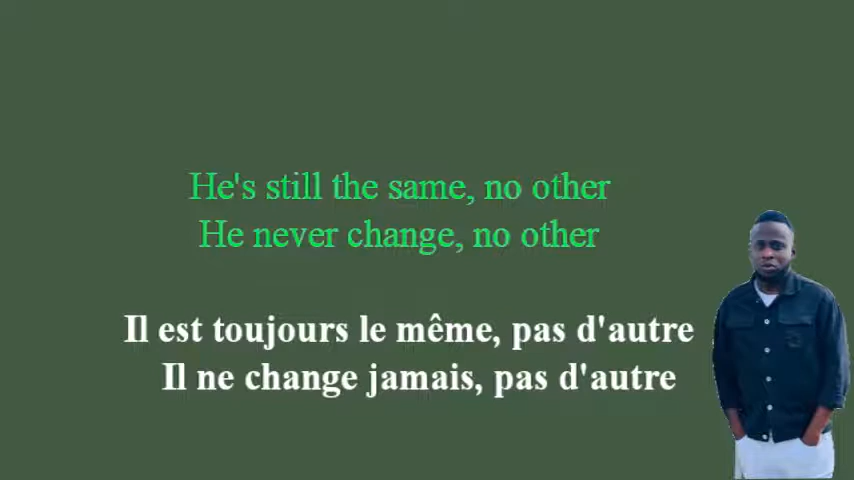 He's still the same, no other
He never change, no other
Il est toujours le même, pas d'autre
Il ne change jamais, pas d'autre